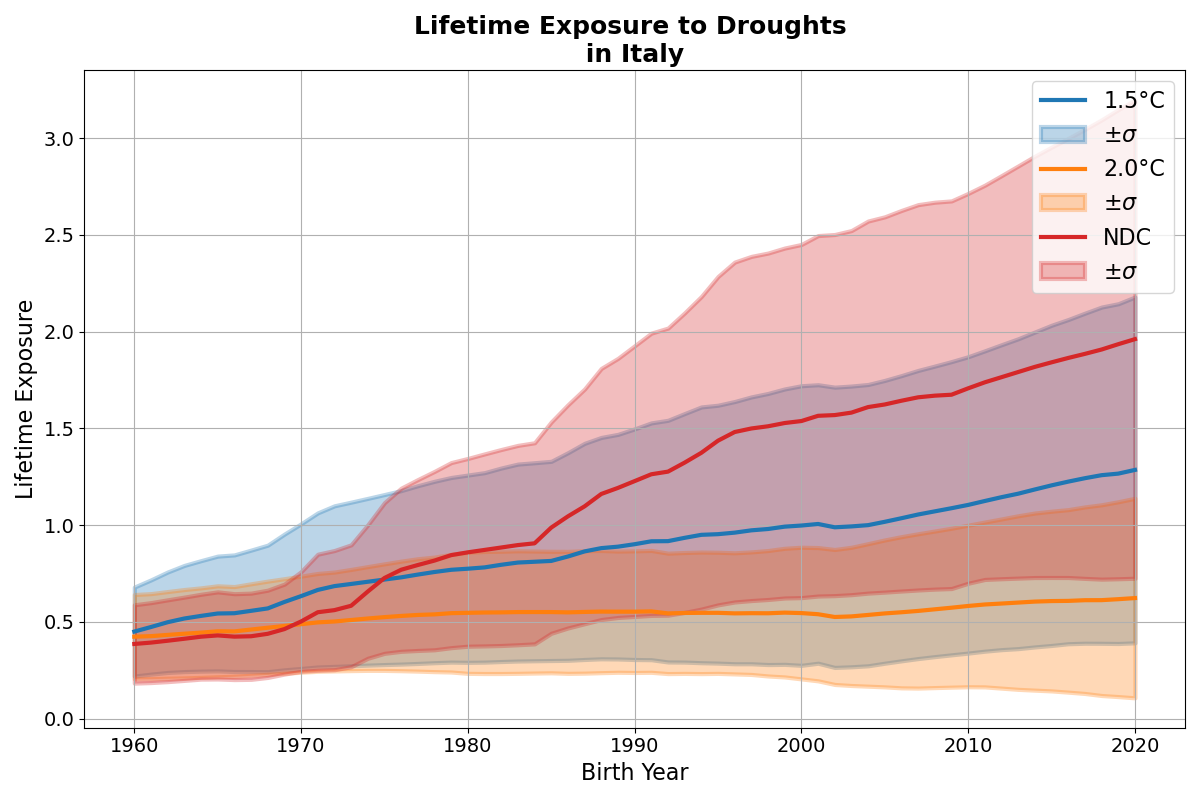 Lifetime Exposure to Droughts
in Italy
Lifetime Exposure
3.0
2.5
2.0
1.5
1.0
0.5
0.0
1.5°C
±σ
2.0°C
±σ
NDC
±σ
1960 1970 1980 1990 2000 2010 2020
Birth Year